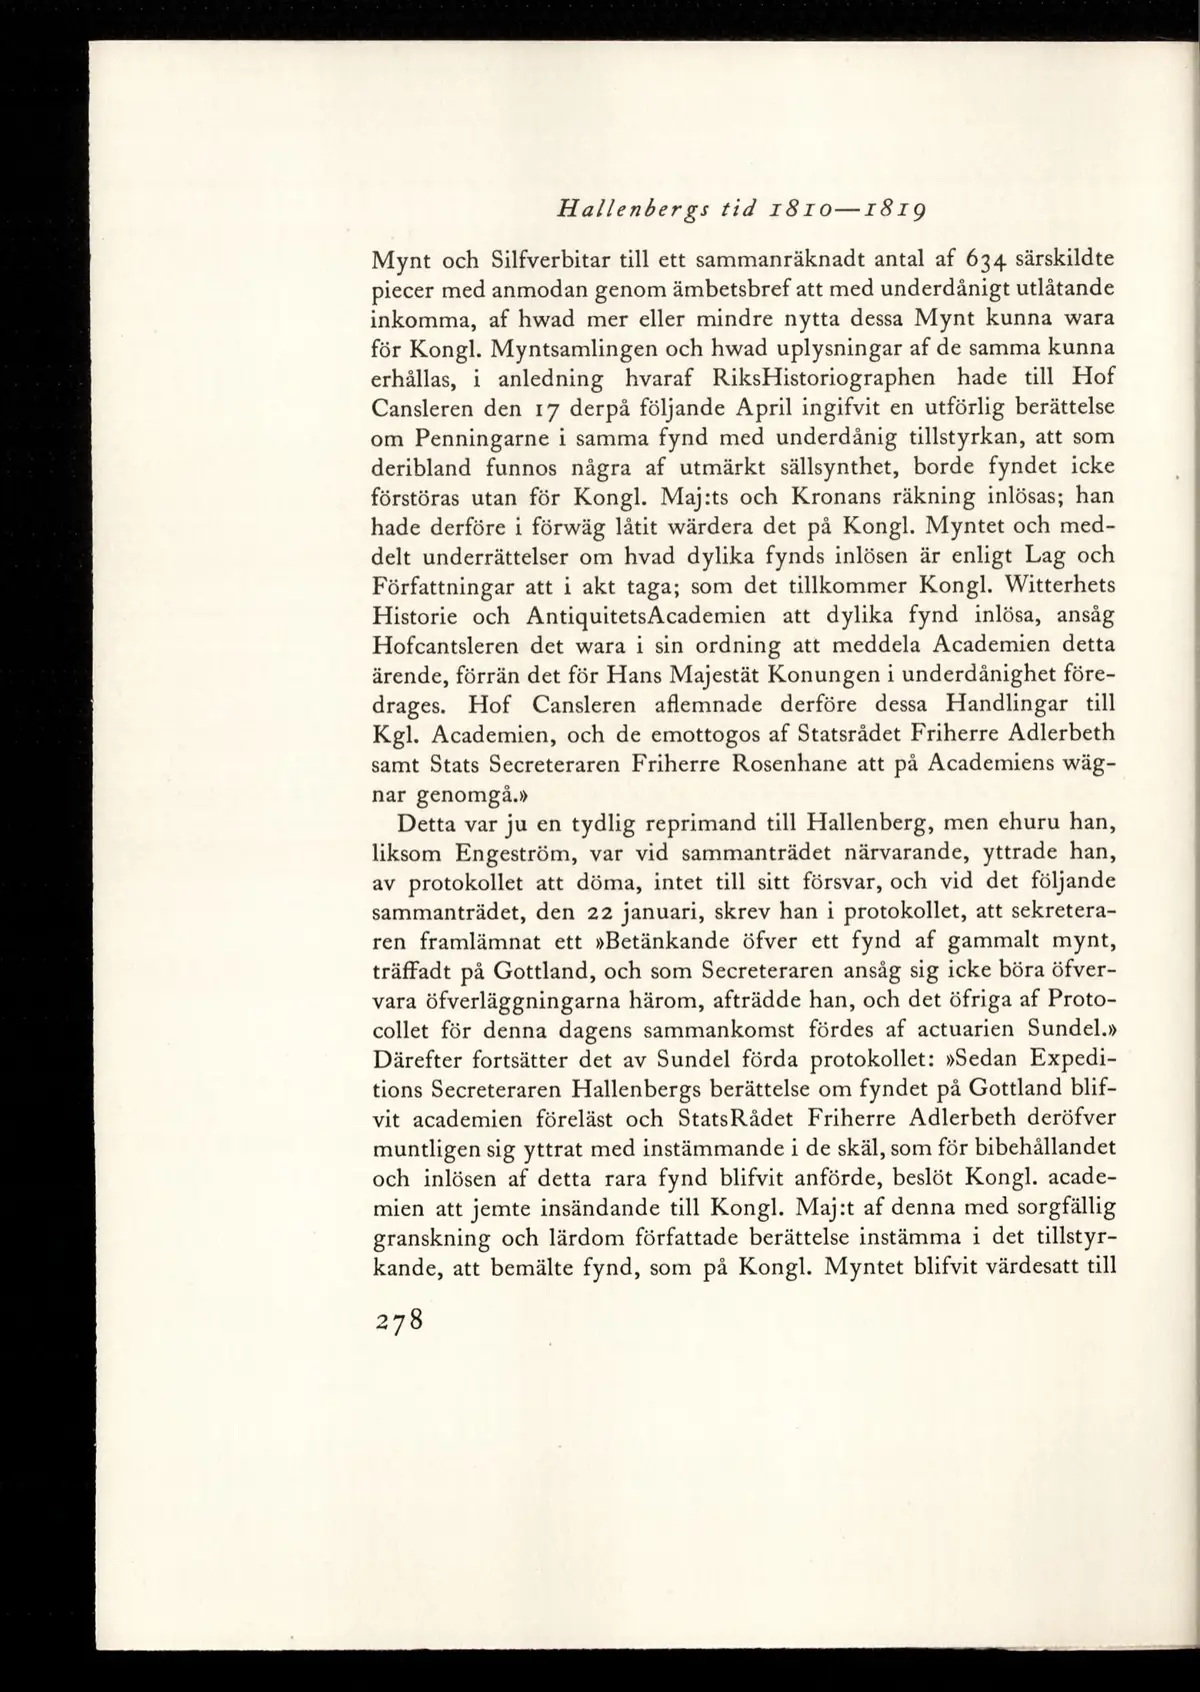 Hallenbergs tid 1810—1819
Mynt och Silfverbitar till ett sammanräknadt antal af 634 särskildte
piecer med anmodan genom ämbetsbref att med underdånigt utlåtande
inkomma, af hwad mer eller mindre nytta dessa Mynt kunna wara
för Kongl. Myntsamlingen och hwad uplysningar af de samma kunna
erhållas, i anledning hvaraf RiksHistoriographen hade till Hof
Cansleren den 17 derpå följande April ingifvit en utförlig berättelse
om Penningarne i samma fynd med underdånig tillstyrkan, att som
deribland funnos några af utmärkt sällsynthet, borde fyndet icke
förstöras utan för Kongl. Maj:ts och Kronans räkning inlösas; han
hade derföre i förwäg låtit wärdera det på Kongl. Myntet och med-
delt underrättelser om hvad dylika fynds inlösen är enligt Lag och
Författningar att i akt taga; som det tillkommer Kongl. Witterhets
Historie och AntiquitetsAcademien att dylika fynd inlösa, ansåg
Hofcantsleren det wara i sin ordning att meddela Academien detta
ärende, förrän det för Hans Majestät Konungen i underdånighet före-
drages. Hof Cansleren aflemnade derföre dessa Handlingar till
Kgl. Academien, och de emottogos af Statsrådet Friherre Adlerbeth
samt Stats Secreteraren Friherre Rosenhane att på Academiens wäg-
nar genomgå.»
Detta var ju en tydlig reprimand till Hallenberg, men ehuru han,
liksom Engeström, var vid sammanträdet närvarande, yttrade han,
av protokollet att döma, intet till sitt försvar, och vid det följande
sammanträdet, den 22 januari, skrev han i protokollet, att sekretera-
ren framlämnat ett »Betänkande öfver ett fynd af gammalt mynt,
träffadt på Gottland, och som Secreteraren ansåg sig icke böra öfver-
vara öfverläggningarna härom, afträdde han, och det öfriga af Proto-
collet för denna dagens sammankomst fördes af actuarien Sundel.»
Därefter fortsätter det av Sundel förda protokollet: »Sedan Expedi-
tions Secreteraren Hallenbergs berättelse om fyndet på Gottland blif-
vit academien föreläst och StatsRådet Friherre Adlerbeth deröfver
muntligen sig yttrat med instämmande i de skäl, som för bibehållandet
och inlösen af detta rara fynd blifvit anförde, beslöt Kongl. acade-
mien att jemte insändande till Kongl. Maj:t af denna med sorgfällig
granskning och lärdom författade berättelse instämma i det tillstyr-
kande, att bemälte fynd, som på Kongl. Myntet blifvit värdesatt till
278